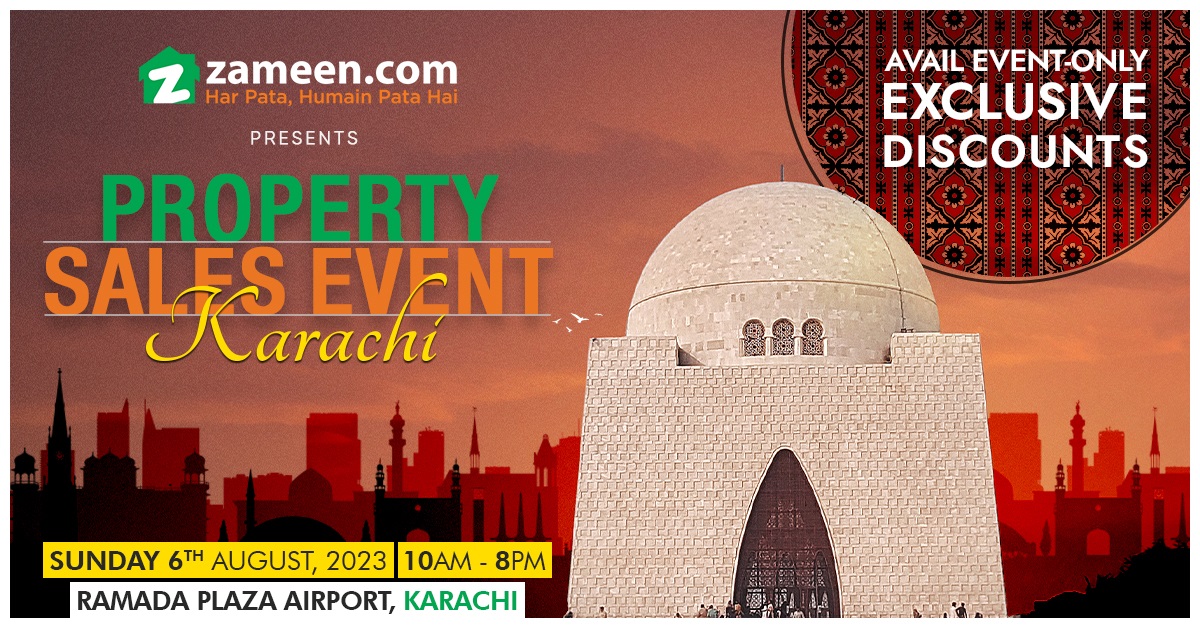 zameen.com
Har Pata, Humain Pata Hai
PRESENTS
PROPERTY
SALES EVENT
Karachi
AVAIL EVENT-ONLY
EXCLUSIVE
DISCOUNTS
SUNDAY 6TH AUGUST, 2023 10AM - 8PM
RAMADA PLAZA AIRPORT, KARACHI